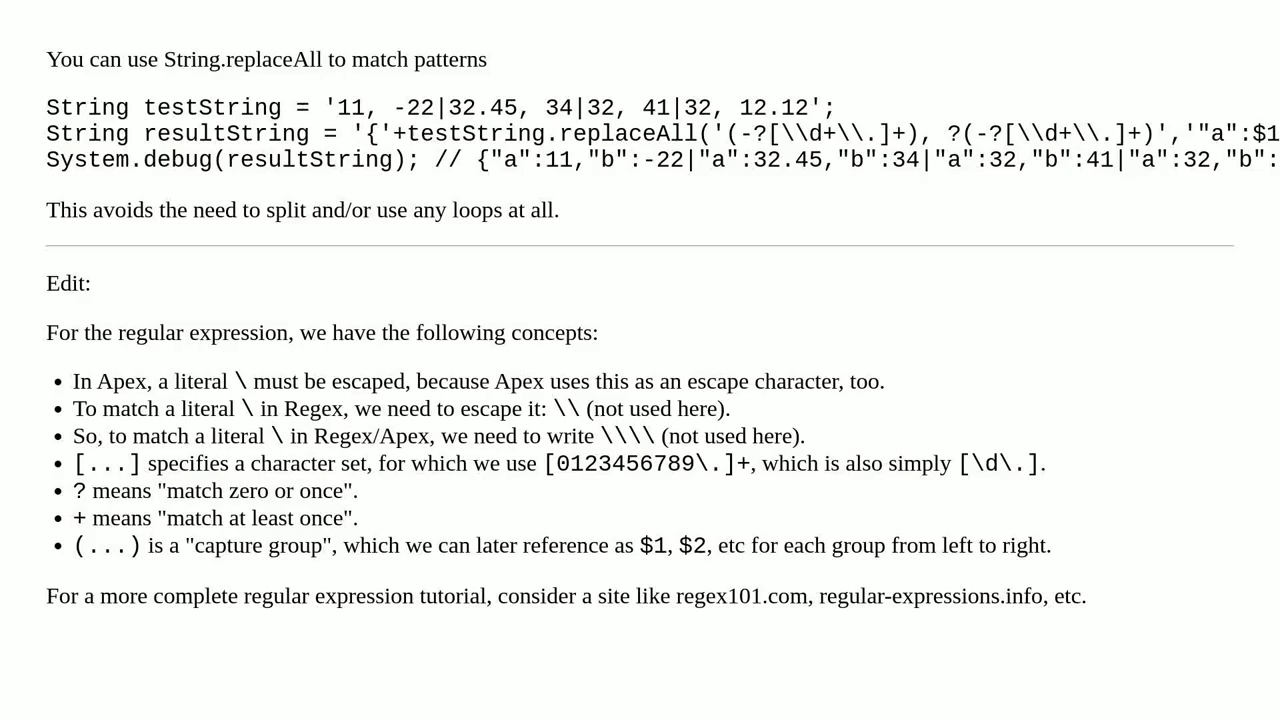 You can use String.replaceAll to match patterns
String testString = '11, -22|32.45, 34|32, 41|32, 12.12';
String resultString = '{'+testString.replaceAll('(-?[\\d+\\.]+), ?(-?[\\d+\\.]+)','"a":$1
System.debug(resultString); // {"a":11,"b":-22|"a":32.45,"b":34|"a":32,"b":41|"a":32,"b":
This avoids the need to split and/or use any loops at all.
Edit:
For the regular expression, we have the following concepts:
• In Apex, a literal \ must be escaped, because Apex uses this as an escape character, too.
• To match a literal \ in Regex, we need to escape it: \\ (not used here).
• So, to match a literal \ in Regex/Apex, we need to write \\\\ (not used here).
• [...] specifies a character set, for which we use [0123456789\.]+, which is also simply [\d\.].
• ? means "match zero or once".
• + means "match at least once".
• (...) is a "capture group", which we can later reference as $1, $2, etc for each group from left to right.
For a more complete regular expression tutorial, consider a site like regex101.com, regular-expressions.info, etc.